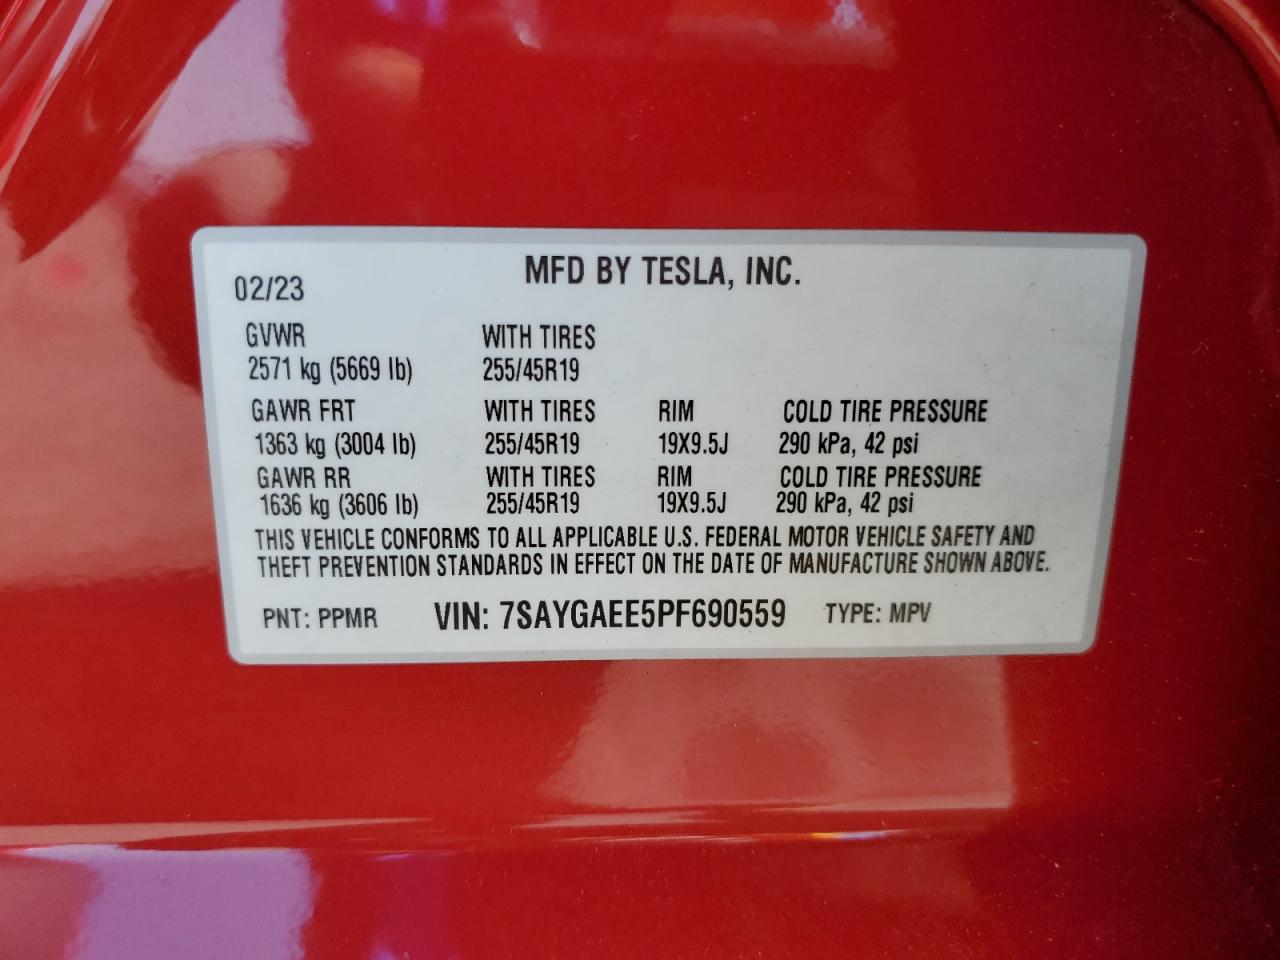 MFD BY TESLA, INC.
02/23
GVWR WITH TIRES
2571 kg (5669 lb) 255/45R19
GAWR FRT WITH TIRES RIM COLD TIRE PRESSURE
1363 kg (3004 lb) 255/45R19 19X9.5J 290 kPa, 42 psi
GAWR RR WITH TIRES RIM COLD TIRE PRESSURE
1636 kg (3606 lb) 255/45R19 19X9.5J 290 kPa, 42 psi
THIS VEHICLE CONFORMS TO ALL APPLICABLE U.S. FEDERAL MOTOR VEHICLE SAFETY AND
THEFT PREVENTION STANDARDS IN EFFECT ON THE DATE OF MANUFACTURE SHOWN ABOVE.
PNT: PPMR VIN: 7SAYGAEE5PF690559 TYPE: MPV